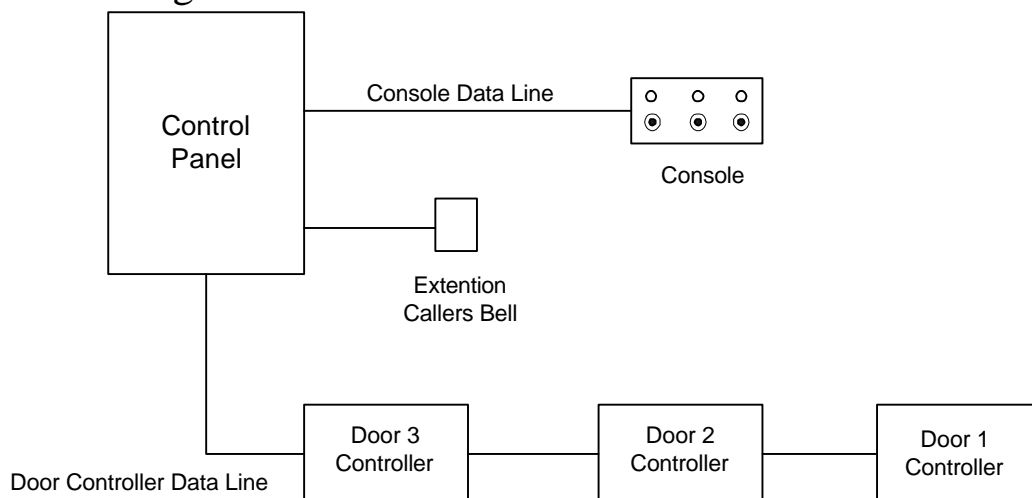 Control
Panel
Console Data Line
Console
Extention
Callers Bell
Door 3
Controller
Door 2
Controller
Door 1
Controller
Door Controller Data Line